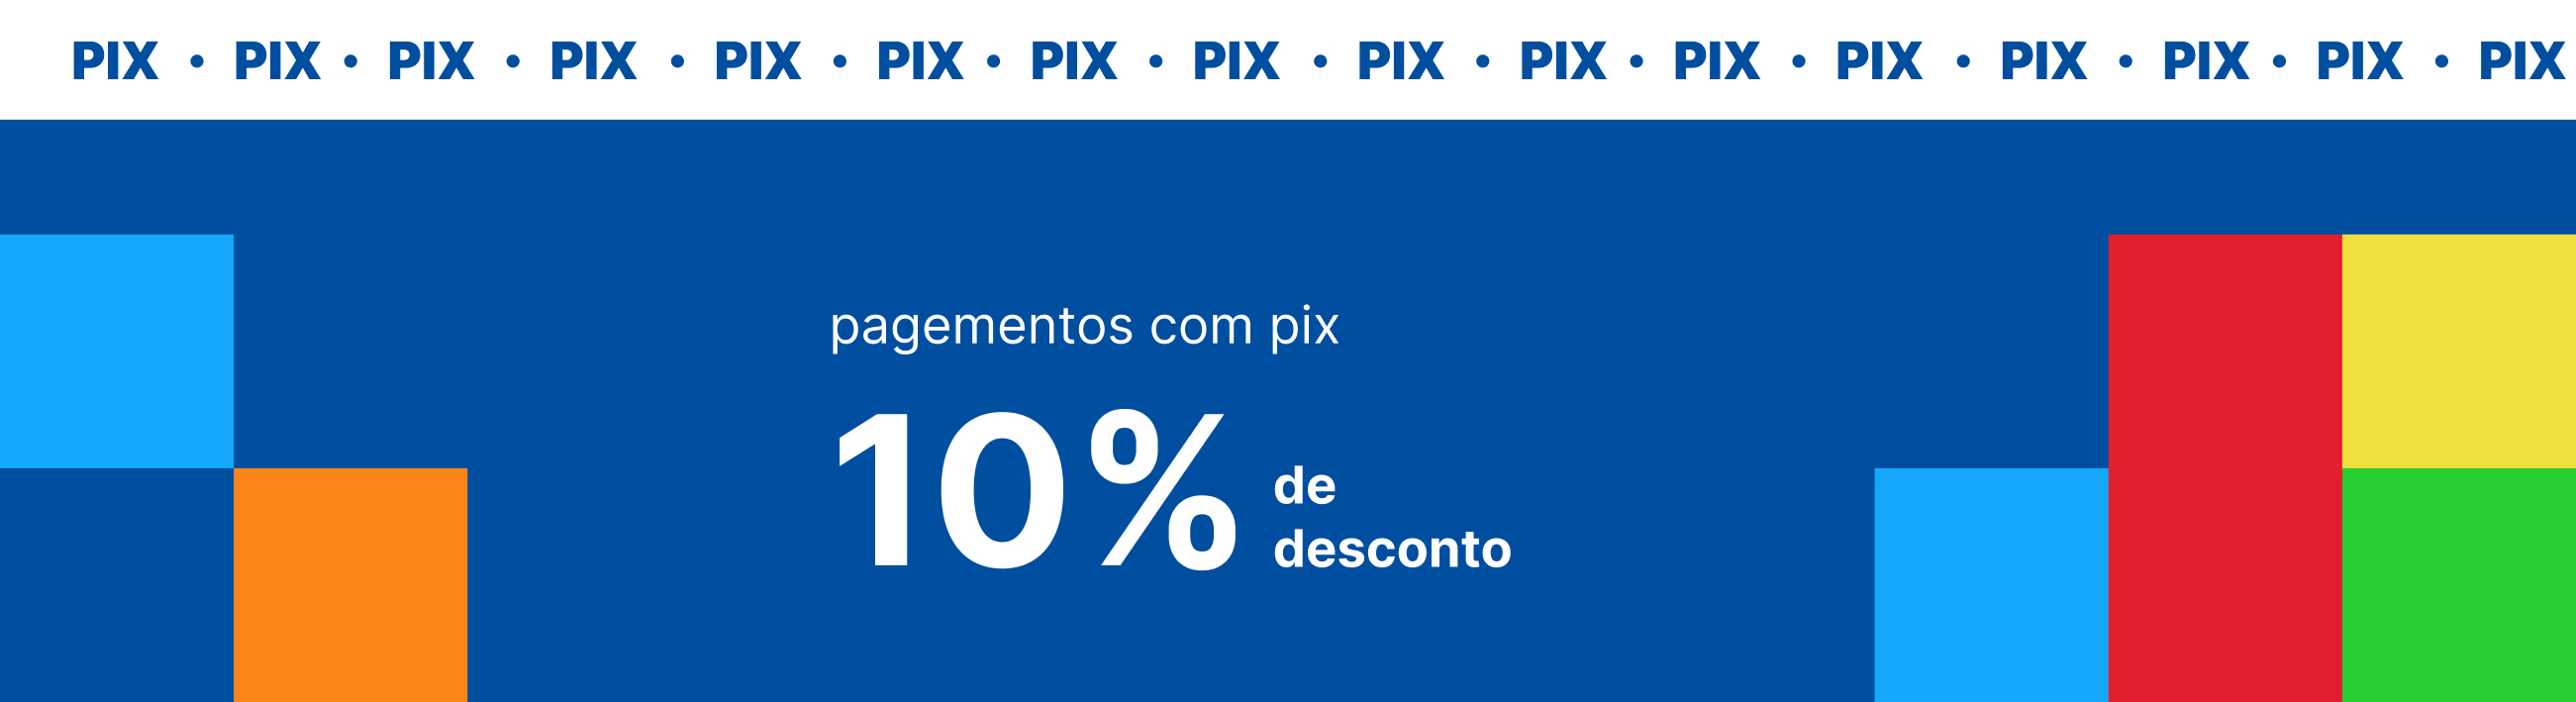 PIX • PIX • PIX • PIX • PIX • PIX • PIX • PIX • PIX • PIX • PIX • PIX • PIX • PIX • PIX • PIX
pagementos com pix
10% de
desconto